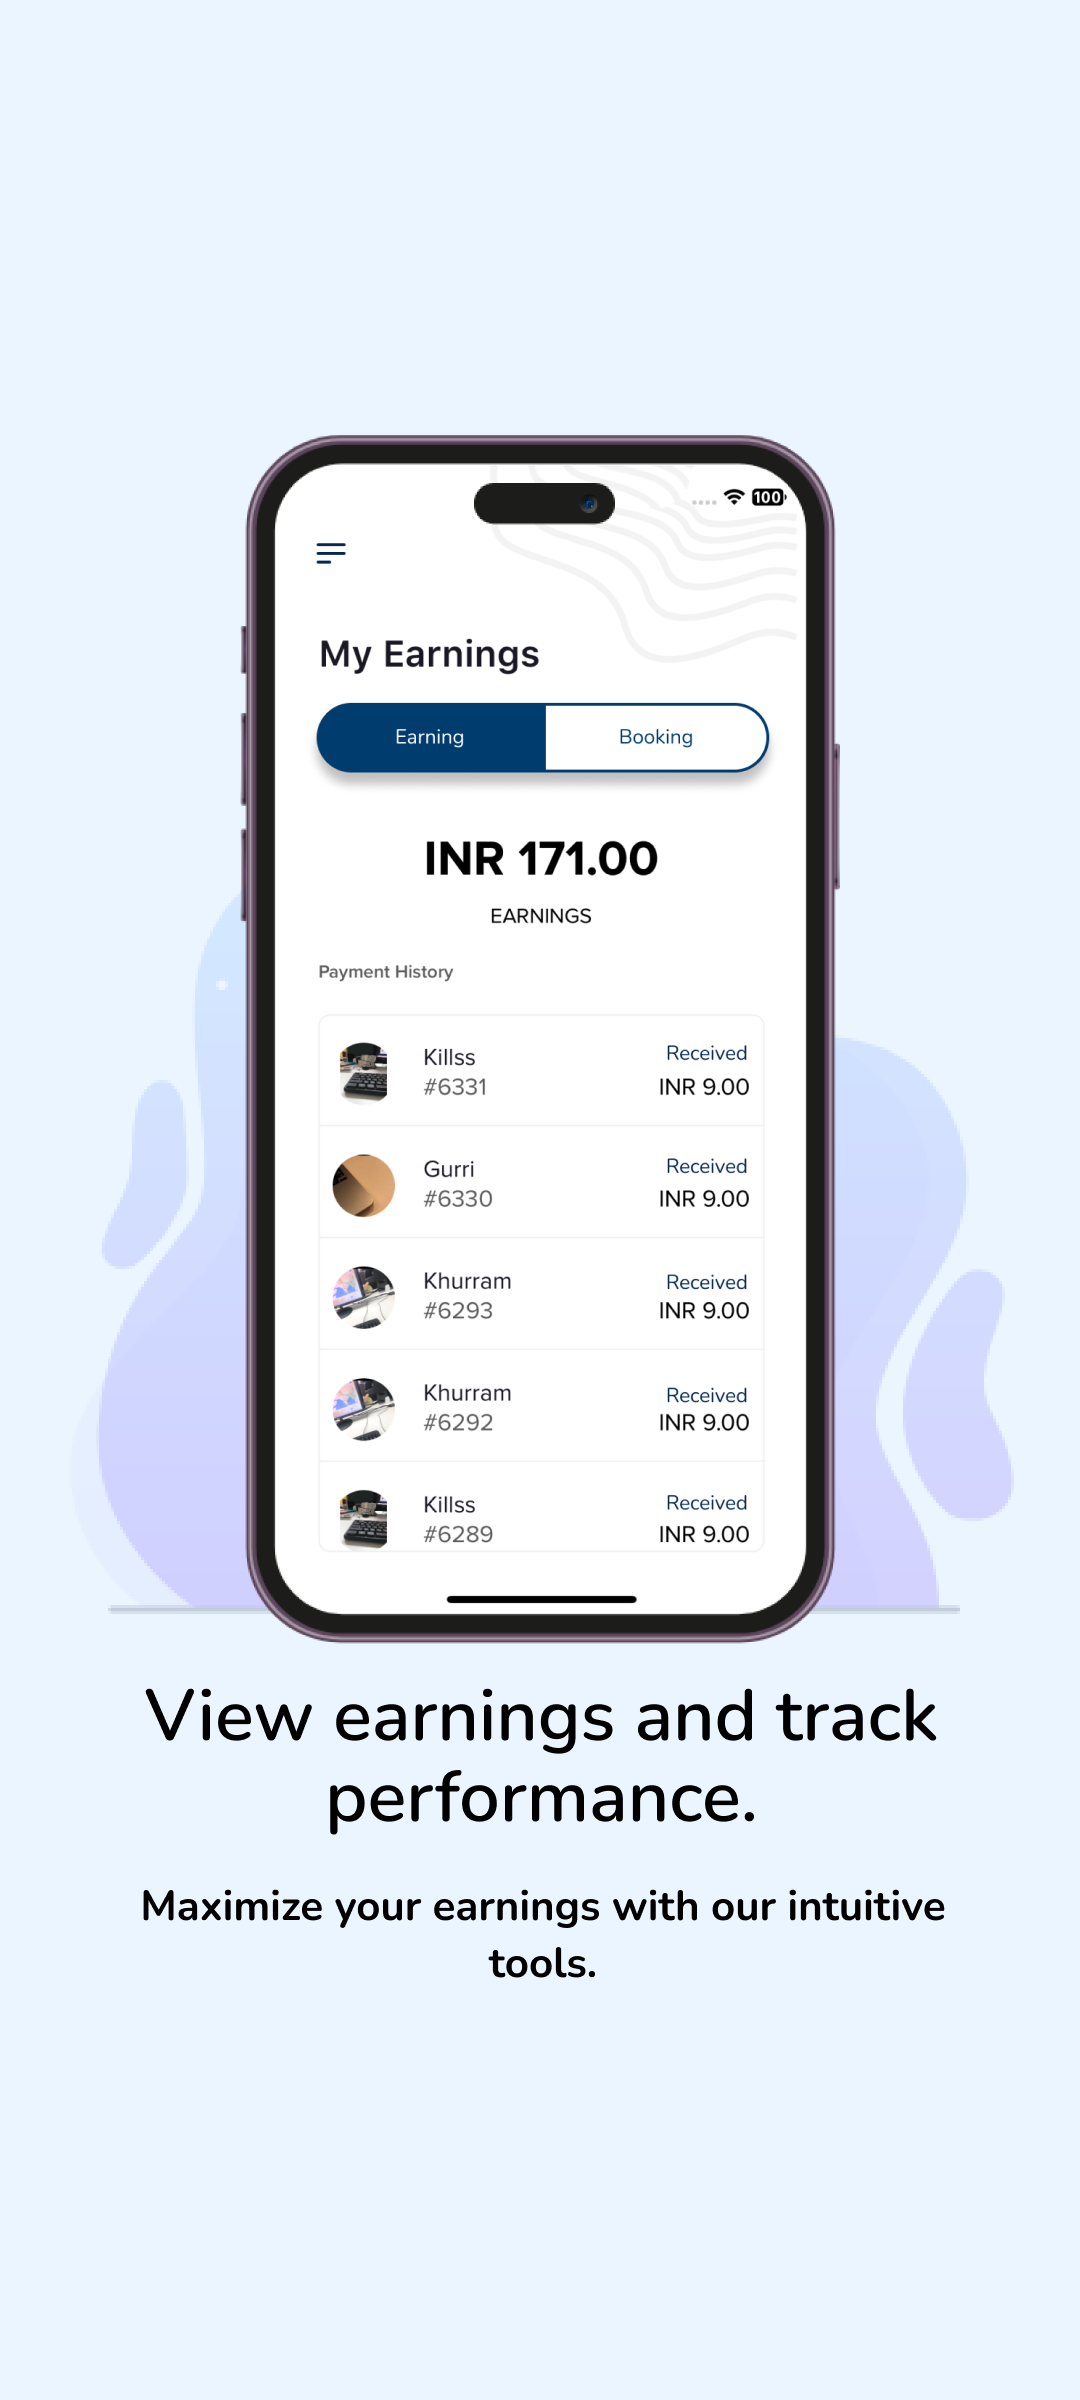 100
My Earnings
Earning
Booking
INR 171.00
EARNINGS
Payment History
Killss
Received
#6331
INR 9.00
Gurri
Received
#6330
INR 9.00
Khurram
Received
#6293
INR 9.00
Khurram
Received
#6292
INR 9.00
Killss
Received
#6289
INR 9.00
View earnings and track
performance.
Maximize your earnings with our intuitive
tools.